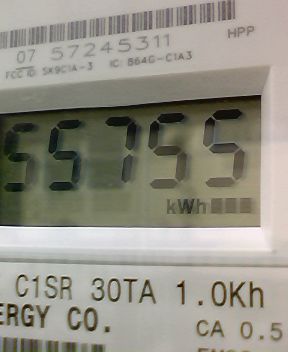 07 57245311
HPP
FCC ID: SK9C1A-3 IC: 864G-C1A3
55755
kWh
C1SR 30TA 1.0Kh
ERGY CO.
CA 0.5